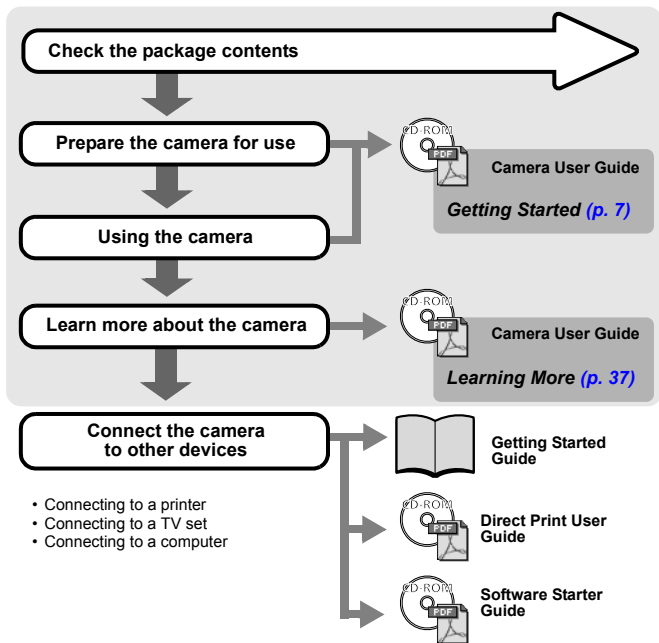 Check the package contents
Prepare the camera for use
CD-ROM
PDF
Camera User Guide
Getting Started (p. 7)
Using the camera
Learn more about the camera
CD-ROM
PDF
Camera User Guide
Learning More (p. 37)
Connect the camera
to other devices
Getting Started
Guide
• Connecting to a printer
• Connecting to a TV set
• Connecting to a computer
CD-ROM
PDF
Direct Print User
Guide
CD-ROM
PDF
Software Starter
Guide